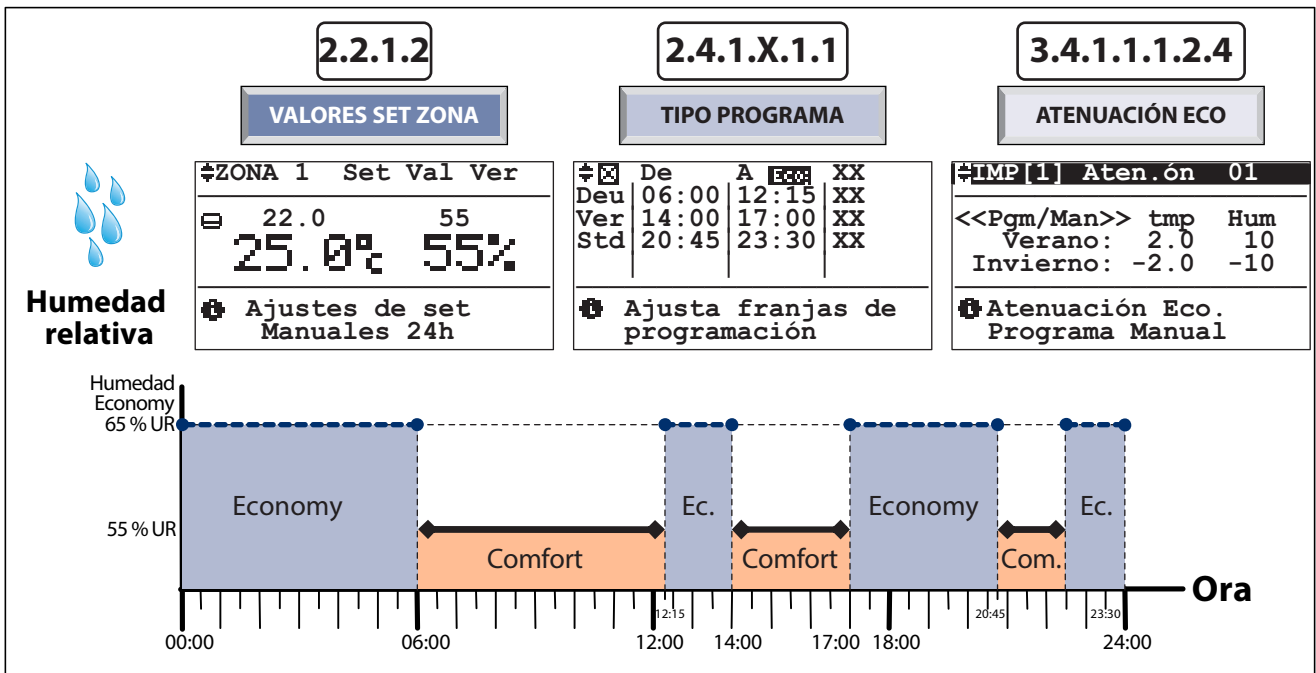 2.2.1.2
VALORES SET ZONA
ZONA 1 Set Val Ver
22.0 55
25.0°c 55%
Ajustes de set
Manuales 24h
2.4.1.X.1.1
TIPO PROGRAMA
De A ECO XX
Deu 06:00 12:15 XX
Ver 14:00 17:00 XX
Std 20:45 23:30 XX
Ajusta franjas de
programación
3.4.1.1.1.2.4
ATENUACIÓN ECO
IMP[1] Aten.ón 01
<<Pgm/Man>> tmp Hum
Verano: 2.0 10
Invierno: -2.0 -10
Atenuación Eco.
Programa Manual
Humedad
relativa
Humedad
Economy
65 % UR
55 % UR
Economy
Comfort
Ec.
Comfort
Economy
Com.
Ec.
Ora
12:15
20:45
23:30
00:00
06:00
12:00
14:00
17:00
18:00
24:00